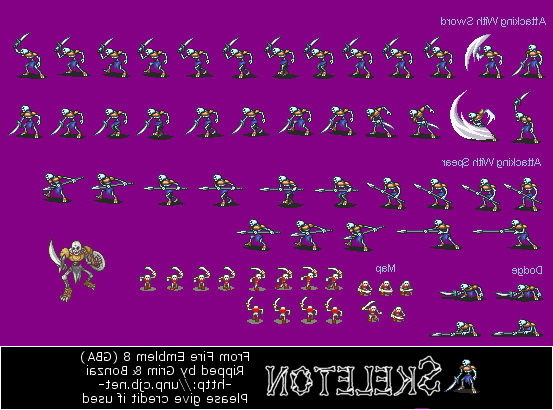 Attacking With Sword
Attacking With Spear
Map
Dodge
SKELETON
From Fire Emblem 8 (GBA)
Ripped by Grim & Bonzai
-http://unp.cjb.net-
Please give credit if used